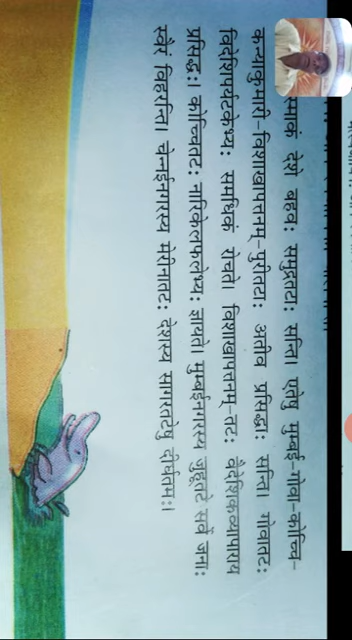 स्माकं देशे बहवः समुद्रतटाः सन्ति। एतेषु मुम्बई-गोवा-कोच्चि-
कन्याकुमारी-विशाखापत्तनम्-पुरीतटाः अतीव प्रसिद्धाः सन्ति। गोवातटः
विदेशिपर्यटकेभ्यः समधिकं रोचते। विशाखापत्तनम्-तटः वैदेशिकव्यापाराय
प्रसिद्धः। कोच्चितटः नारिकेलफलेभ्यः ज्ञायते। मुम्बईनगरस्य जुहूतटे सर्वे जनाः
स्वैरं विहरन्ति। चेन्नईनगरस्य मेरीनातटः देशस्य सागरतटेषु दीर्घतमः।